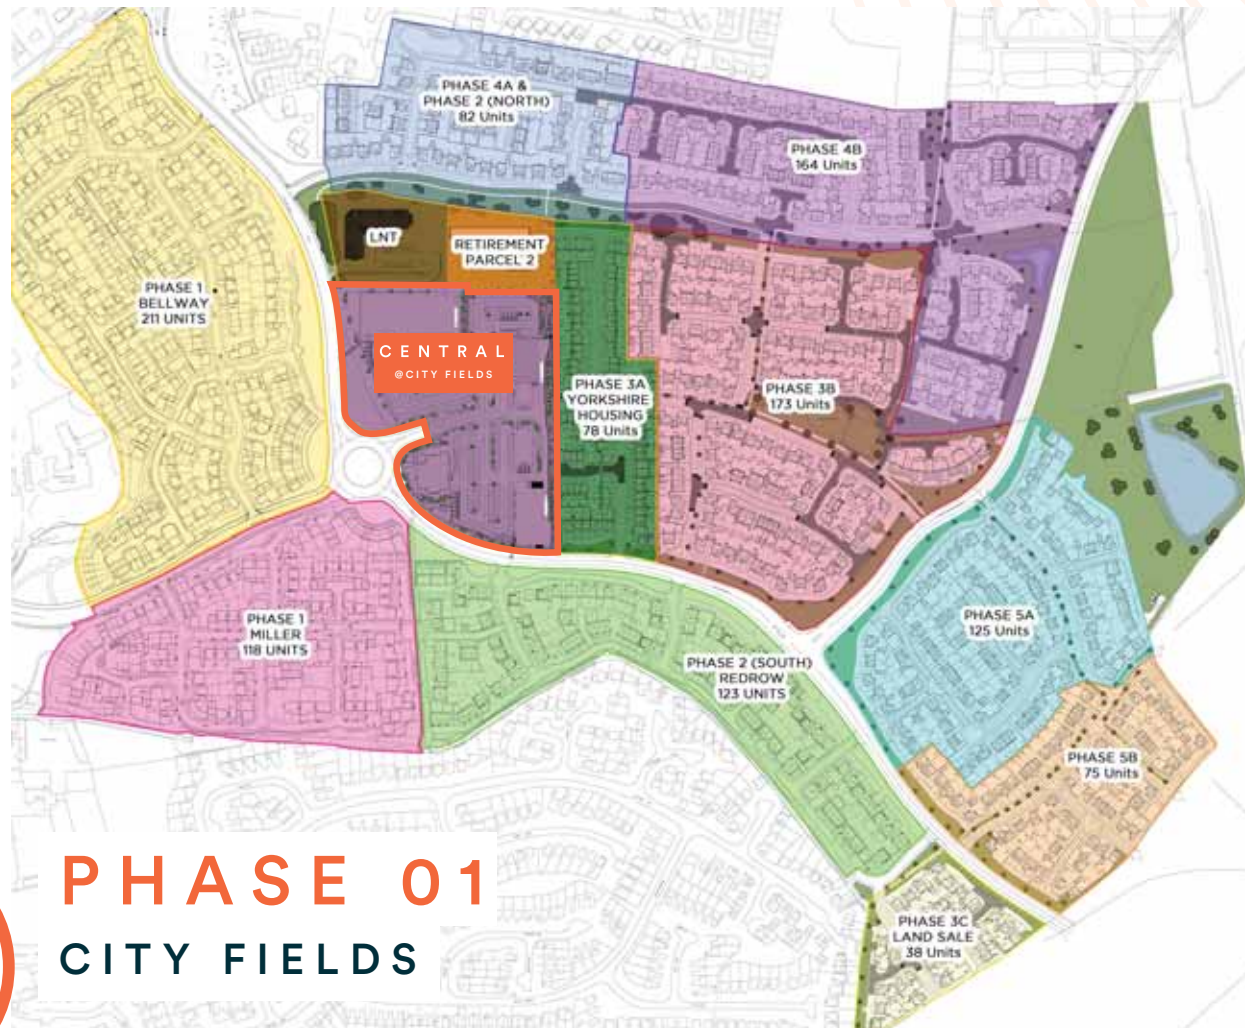 PHASE 4A &
PHASE 2 (NORTH)
82 Units
PHASE 4B
164 Units
LNT
RETIREMENT
PARCEL 2
PHASE 1
BELLWAY
211 UNITS
CENTRAL
@CITY FIELDS
PHASE 3A
YORKSHIRE
HOUSING
78 Units
PHASE 3B
173 Units
PHASE 1
MILLER
118 UNITS
PHASE 5A
125 Units
PHASE 2 (SOUTH)
REDROW
123 UNITS
PHASE 5B
75 Units
PHASE 3C
LAND SALE
38 Units
PHASE 01
CITY FIELDS